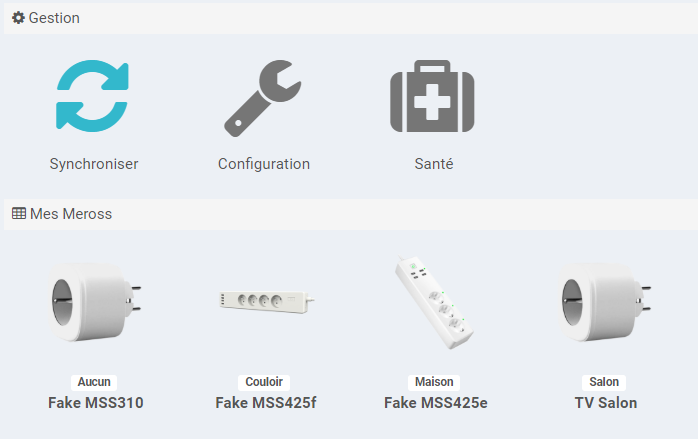 Gestion
Synchroniser
Configuration
Santé
Mes Meross
Aucun
Fake MSS310
Couloir
Fake MSS425f
Maison
Fake MSS425e
Salon
TV Salon